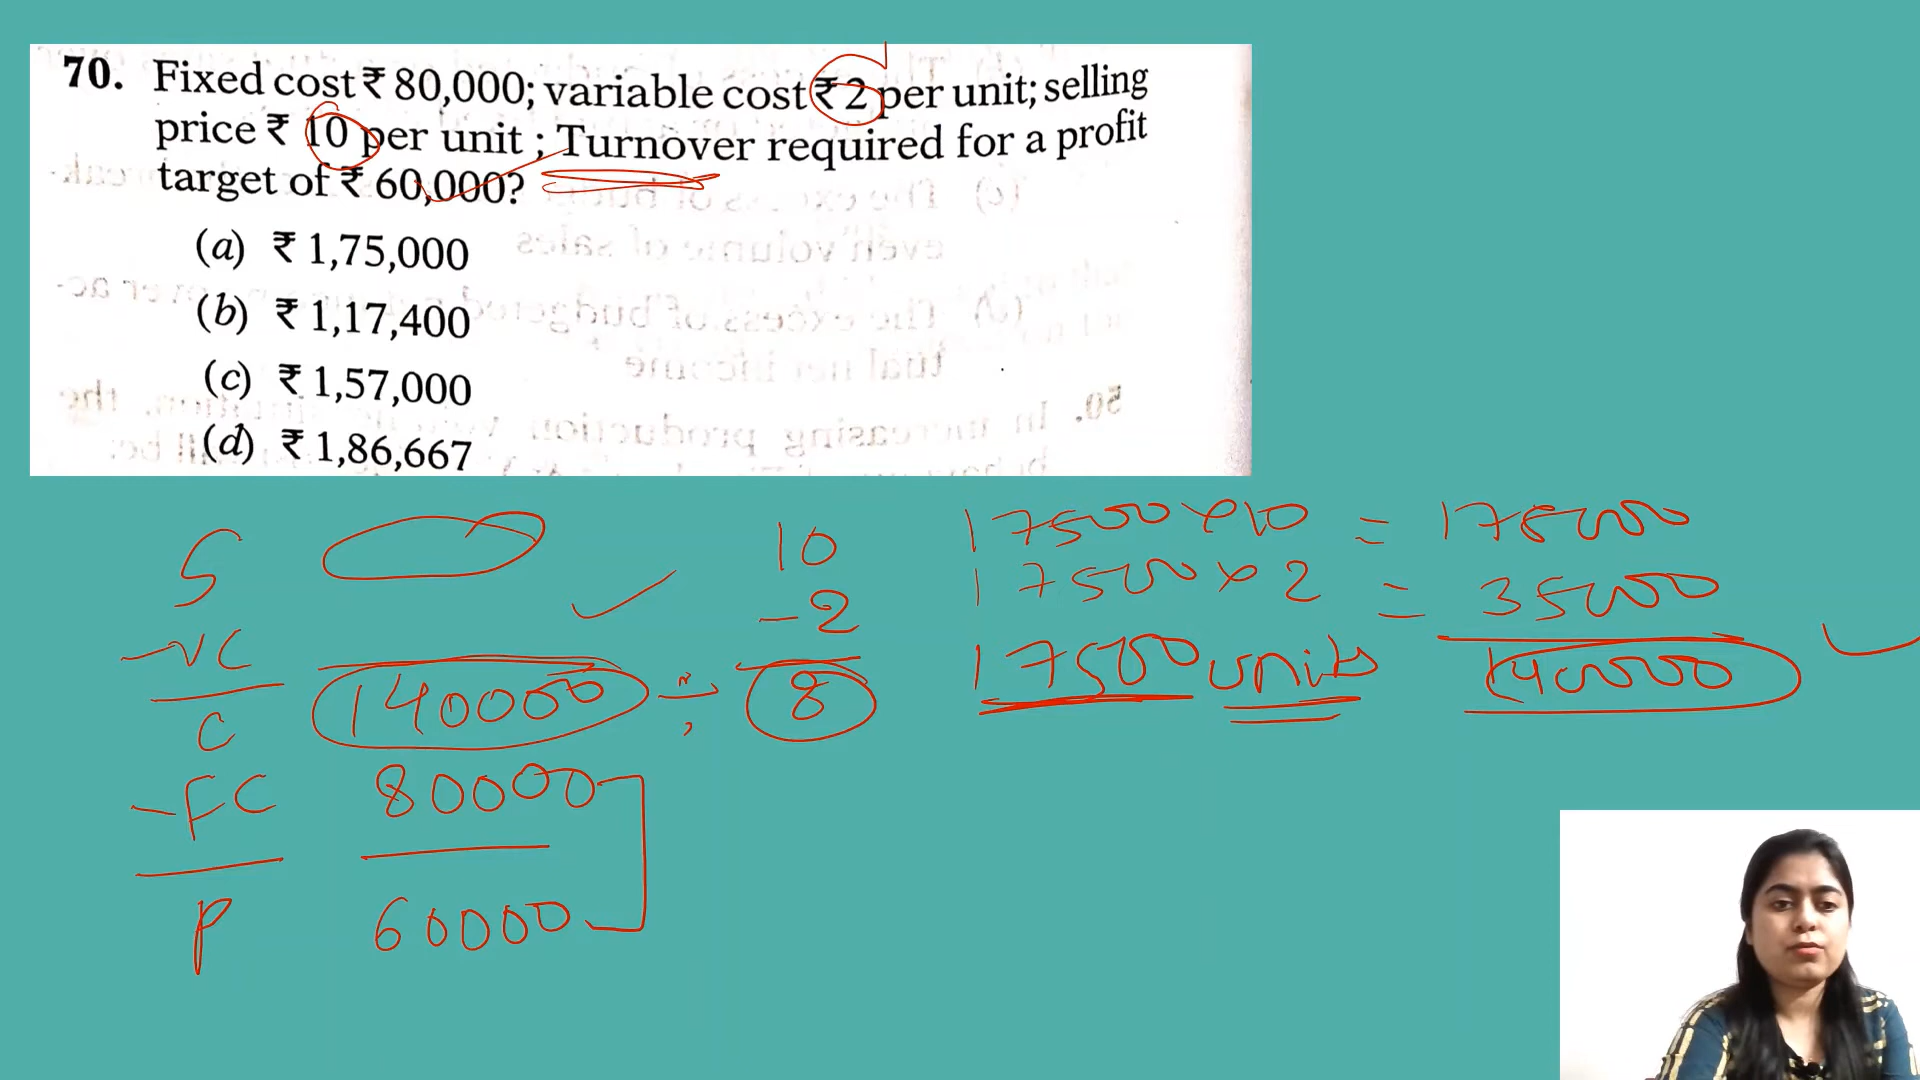 70. Fixed cost ₹ 80,000; variable cost ₹ 2 per unit; selling
price ₹ 10 per unit ; Turnover required for a profit
target of ₹ 60,000?
(a) ₹ 1,75,000
(b) ₹ 1,17,400
(c) ₹ 1,57,000
(d) ₹ 1,86,667
S
-VC
C 140000 ÷ 8
-FC 80000
P 60000
10
-2
17500 × 10 = 175000
17500 × 2 = 35000
17500 units 140000